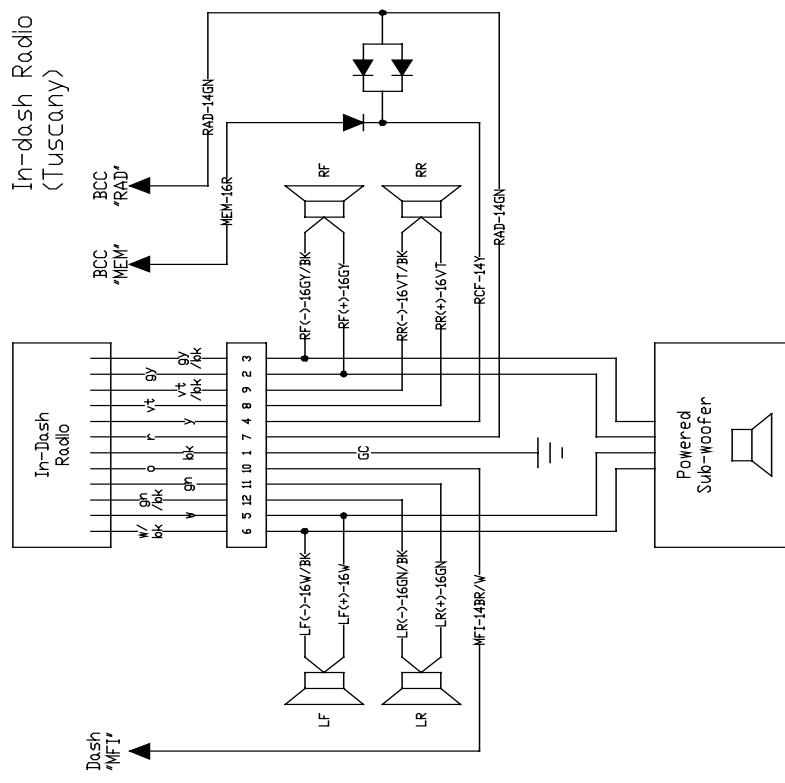 In-dash Radio
(Tuscany)
BCC
"RAD"
BCC
"MEM"
RAD-14GN
MEM-16R
RF
RR
RF(-)-16GY/BK
RF(+)-16GY
RR(-)-16VT/BK
RR(+)-16VT
RCF-14Y
RAD-14GN
In-Dash
Radio
gy
/bk
gy
vt
/bk
vt
y
r
bk
o
gn
gn
/bk
w
w/
bk
3
2
9
8
4
7
1
10
11
12
5
6
GC
Powered
Sub-woofer
LF(-)-16W/BK
LF(+)-16W
LR(-)-16GN/BK
LR(+)-16GN
MFI-14BR/W
LF
LR
Dash
"MFI"